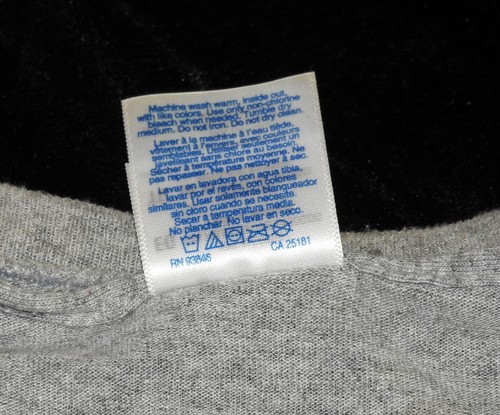 Machine wash warm, inside out,
with like colors. Use only non-chlorine
bleach when needed. Tumble dry
medium. Do not iron. Do not dry clean.
Laver à la machine à l'eau tiède,
vêtement à l'envers, avec couleurs
semblables. Utiliser seulement un
javellisant sans chlore au besoin.
Sécher à température moyenne. Ne
pas repasser. Ne pas nettoyer à sec.
Lavar en lavadora con agua tibia,
por el revés, con colores
similares. Usar solamente blanqueador
sin cloro cuando se necesite.
Secar a temperatura media.
No planchar. No lavar en seco.
RN 93846 CA 25181